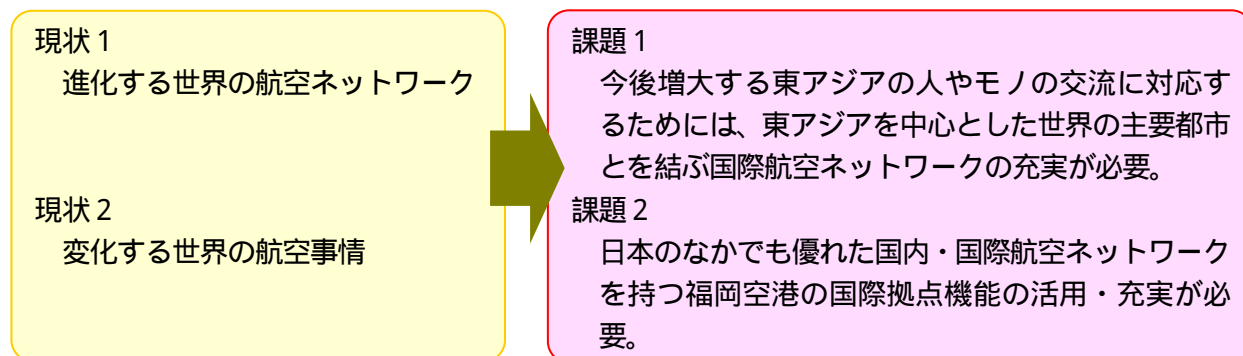 現状１
進化する世界の航空ネットワーク
現状２
変化する世界の航空事情
課題１
今後増大する東アジアの人やモノの交流に対応す
るためには、東アジアを中心とした世界の主要都市
とを結ぶ国際航空ネットワークの充実が必要。
課題２
日本のなかでも優れた国内・国際航空ネットワーク
を持つ福岡空港の国際拠点機能の活用・充実が必
要。